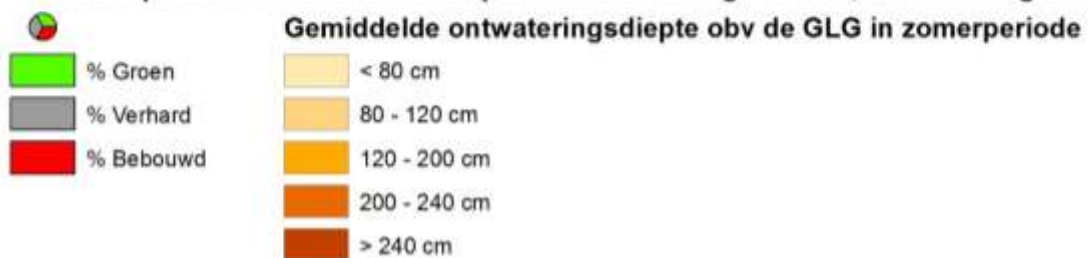 Gemiddelde ontwateringsdiepte obv de GLG in zomerperiode
% Groen
% Verhard
% Bebouwd
< 80 cm
80 - 120 cm
120 - 200 cm
200 - 240 cm
> 240 cm